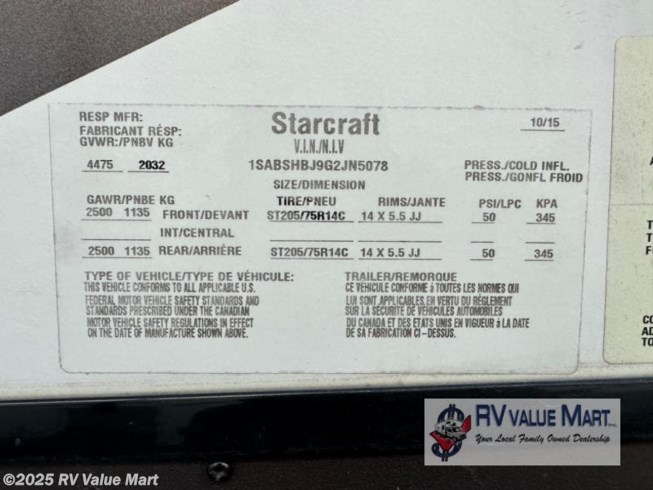 RESP MFR:
FABRICANT RÉSP:
GVWR:/PNBV KG
Starcraft
10/15
V.I.N./N.I.V
4475 2032
1SABSHBJ9G2JN5078
PRESS./COLD INFL.
PRESS./GONFL FROID
SIZE/DIMENSION
GAWR/PNBE KG
TIRE/PNEU RIMS/JANTE PSI/LPC KPA
2500 1135 FRONT/DEVANT ST205/75R14C 14 X 5.5 JJ 50 345
INT/CENTRAL
2500 1135 REAR/ARRIÈRE ST205/75R14C 14 X 5.5 JJ 50 345
TYPE OF VEHICLE/TYPE DE VÉHICULE: TRAILER/REMORQUE
THIS VEHICLE CONFORMS TO ALL APPLICABLE U.S.
FEDERAL MOTOR VEHICLE SAFETY STANDARDS AND
STANDARDS PRESCRIBED UNDER THE CANADIAN
MOTOR VEHICLE SAFETY REGULATIONS IN EFFECT
ON THE DATE OF MANUFACTURE SHOWN ABOVE.
CE VÉHICULE CONFORME à TOUTES LES NORMES QUI
LUI SONT APPLICABLES EN VERTU DU RÉGLEMENT
SUR LA SECURITE DE VEHICULES AUTOMOBILES
DU CANADA ET DES ETATS UNIS EN VIGUEUR à LA DATE
DE SA FABRICATION CI-DESSUS.
RV VALUE MART INC.
Your Local Family Owned Dealership
©2025 RV Value Mart